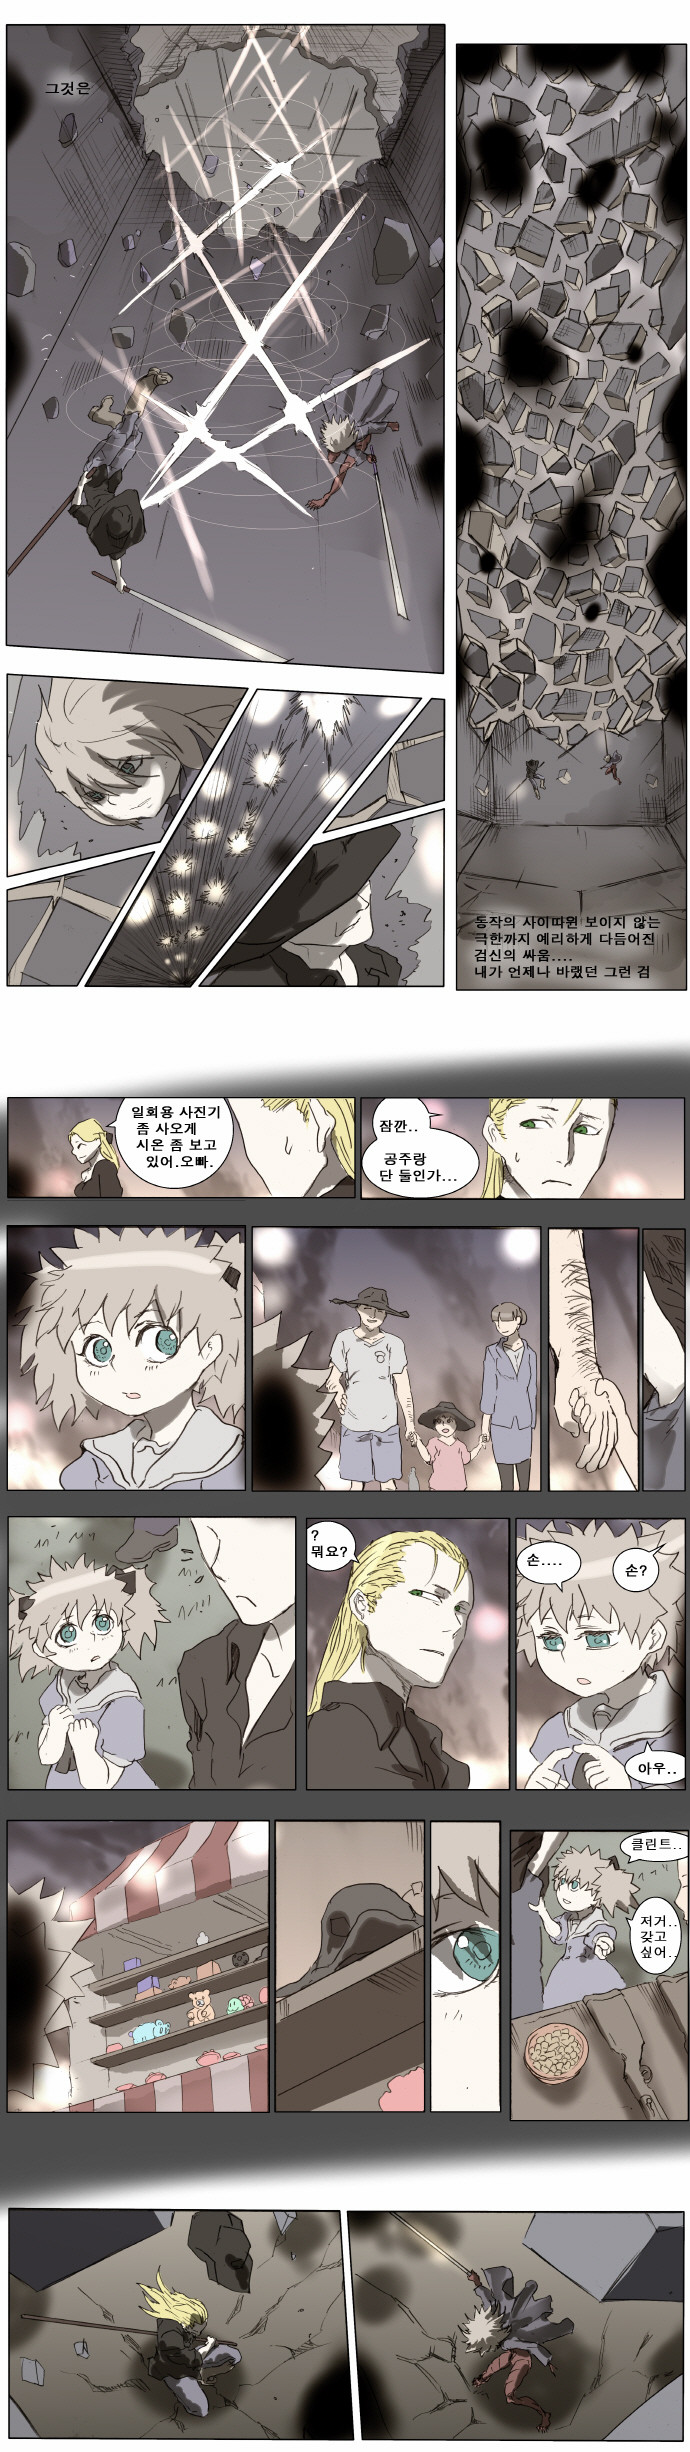 그것은
동작의 사이따윈 보이지 않는
극한까지 예리하게 다듬어진
검신의 싸움....
내가 언제나 바랬던 그런 검
일회용 사진기
좀 사오게
시온 좀 보고
있어.오빠.
잠깐..
공주랑
단 둘인가...
?
뭐요?
손....
손?
아우..
클린트..
저거..
갖고
싶어..